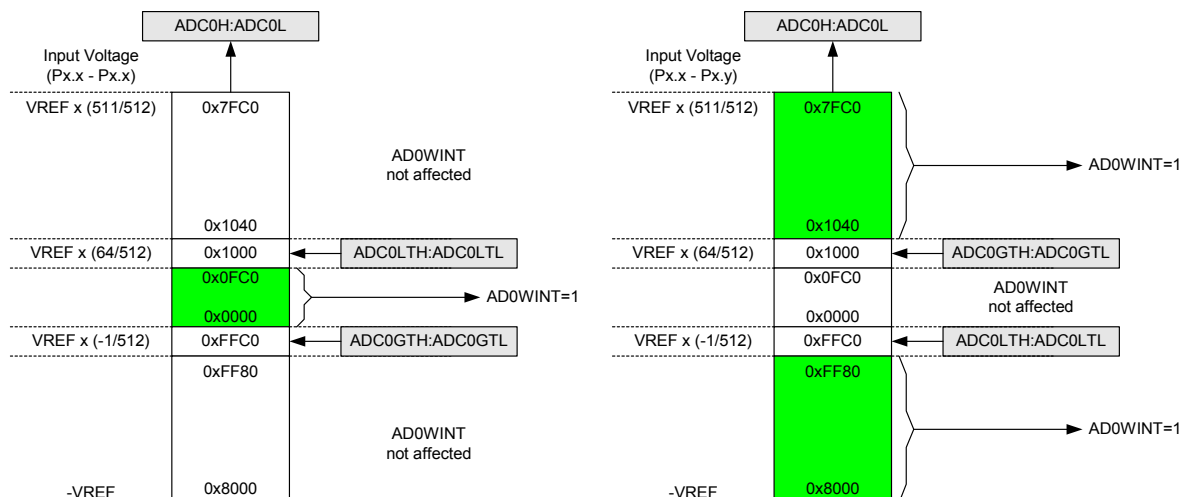 ADC0H:ADC0L
Input Voltage
(Px.x - Px.x)
VREF x (511/512)
0x7FC0
AD0WINT
not affected
0x1040
VREF x (64/512)
0x1000
ADC0LTH:ADC0LTL
0x0FC0
AD0WINT=1
0x0000
VREF x (-1/512)
0xFFC0
ADC0GTH:ADC0GTL
0xFF80
AD0WINT
not affected
-VREF
0x8000
ADC0H:ADC0L
Input Voltage
(Px.x - Px.y)
VREF x (511/512)
0x7FC0
AD0WINT=1
0x1040
VREF x (64/512)
0x1000
ADC0GTH:ADC0GTL
0x0FC0
AD0WINT
not affected
0x0000
VREF x (-1/512)
0xFFC0
ADC0LTH:ADC0LTL
0xFF80
AD0WINT=1
-VREF
0x8000